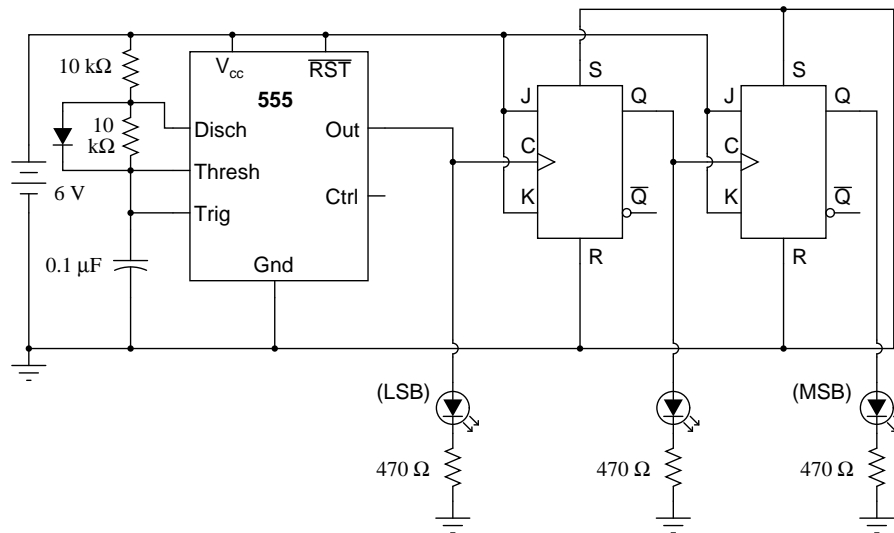 10 kΩ
V_cc
RST
555
S
S
J
Q
J
Q
10
kΩ
Disch
Out
C
C
Thresh
6 V
Trig
Ctrl
K
Q
K
Q
0.1 μF
Gnd
R
R
(LSB)
(MSB)
470 Ω
470 Ω
470 Ω